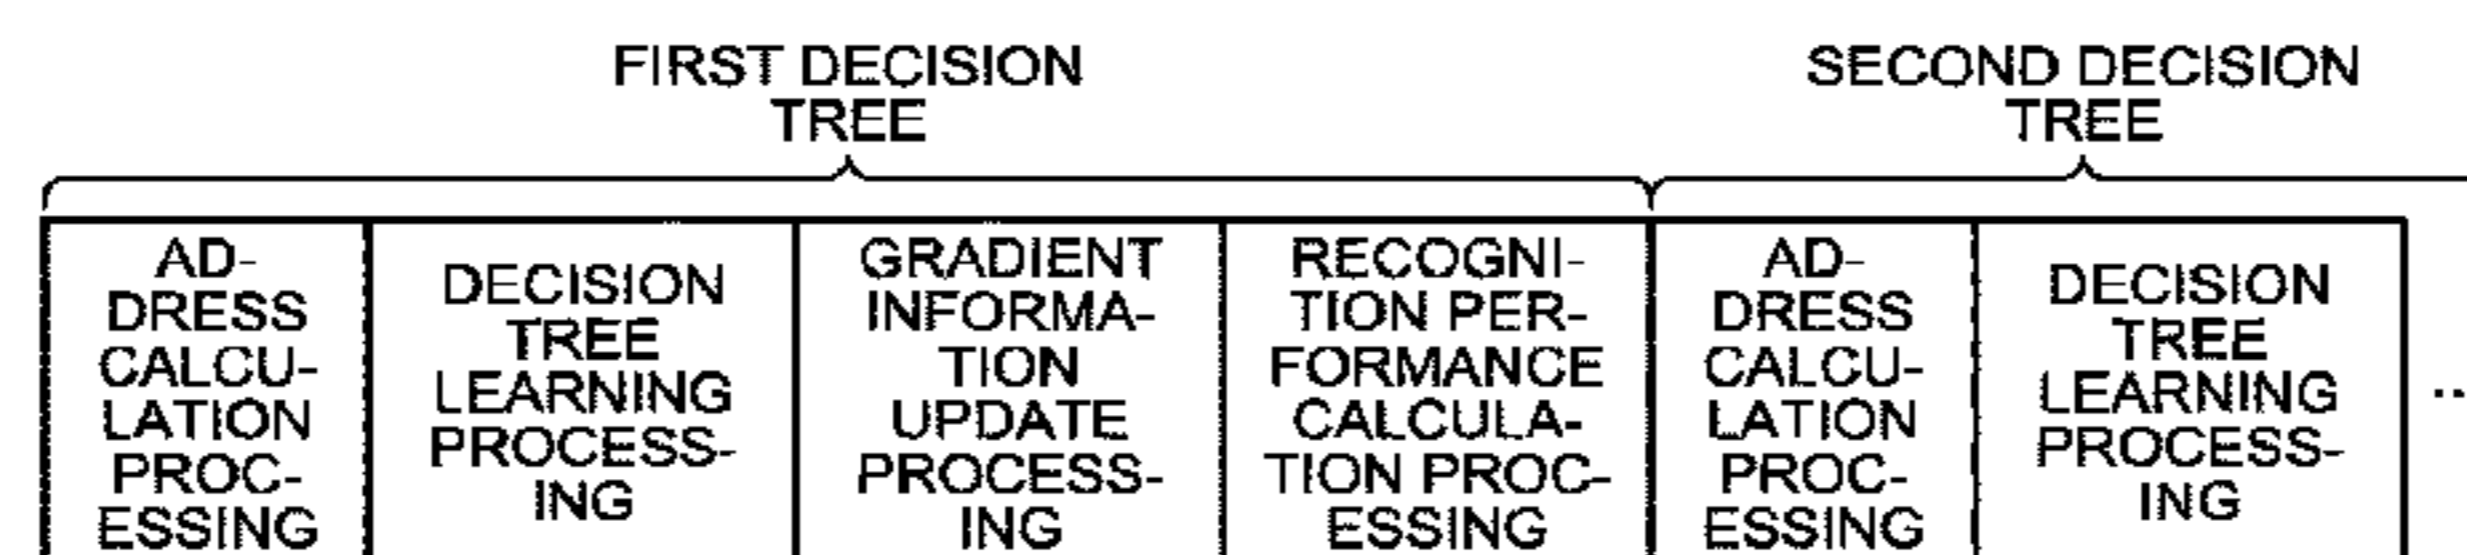 FIRST DECISION
TREE
SECOND DECISION
TREE
AD-
DRESS
CALCU-
LATION
PROC-
ESSING
DECISION
TREE
LEARNING
PROCESS-
ING
GRADIENT
INFORMA-
TION
UPDATE
PROCESS-
ING
RECOGNI-
TION PER-
FORMANCE
CALCULA-
TION PROC-
ESSING
AD-
DRESS
CALCU-
LATION
PROC-
ESSING
DECISION
TREE
LEARNING
PROCESS-
ING
..